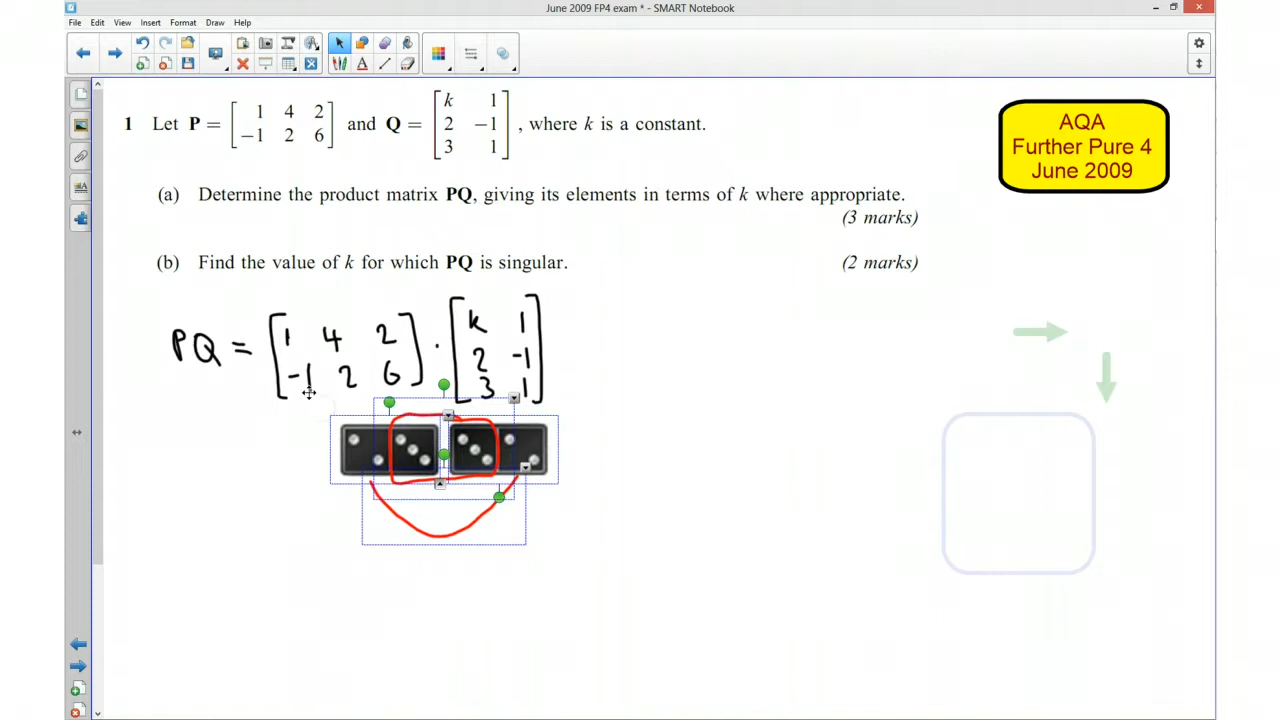 June 2009 FP4 exam * - SMART Notebook
File Edit View Insert Format Draw Help
1 Let P = [ 1 4 2 ; −1 2 6 ] and Q = [ k 1 ; 2 −1 ; 3 1 ] , where k is a constant.
AQA
Further Pure 4
June 2009
(a) Determine the product matrix PQ, giving its elements in terms of k where appropriate.
(3 marks)
(b) Find the value of k for which PQ is singular.
(2 marks)
PQ = [ 1 4 2 ; -1 2 6 ] · [ k 1 ; 2 -1 ; 3 1 ]